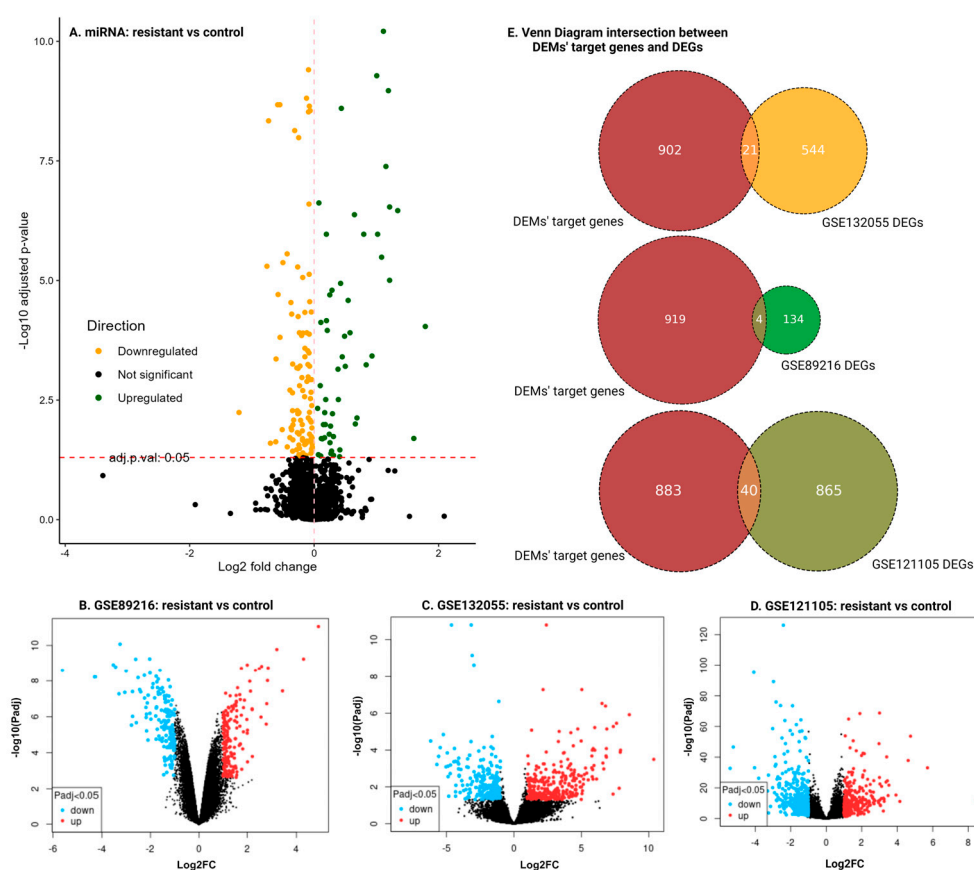 A. miRNA: resistant vs control
10.0
7.5
5.0
2.5
0.0
-Log10 adjusted p-value
Direction
Downregulated
Not significant
Upregulated
adj.p.val: 0.05
-4
-2
0
2
Log2 fold change
E. Venn Diagram intersection between
DEMs' target genes and DEGs
902
21
544
DEMs' target genes
GSE132055 DEGs
919
4
134
DEMs' target genes
GSE89216 DEGs
883
40
865
DEMs' target genes
GSE121105 DEGs
B. GSE89216: resistant vs control
10
8
6
4
2
0
-log10(Padj)
Padj<0.05
down
up
-6
-4
-2
0
2
4
Log2FC
C. GSE132055: resistant vs control
10
8
6
4
2
0
-log10(Padj)
Padj<0.05
down
up
-5
0
5
10
Log2FC
D. GSE121105: resistant vs control
120
100
80
60
40
20
0
-log10(Padj)
Padj<0.05
down
up
-4
-2
0
2
4
6
8
Log2FC